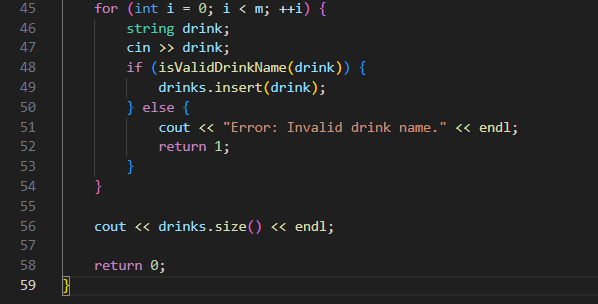 45 for (int i = 0; i < m; ++i) {
46 string drink;
47 cin >> drink;
48 if (isValidDrinkName(drink)) {
49 drinks.insert(drink);
50 } else {
51 cout << "Error: Invalid drink name." << endl;
52 return 1;
53 }
54 }
55
56 cout << drinks.size() << endl;
57
58 return 0;
59 }